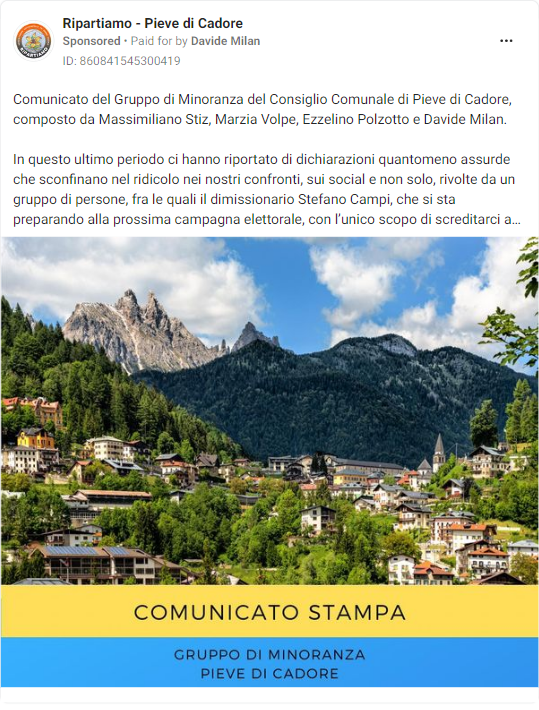 Ripartiamo - Pieve di Cadore
Sponsored • Paid for by Davide Milan
ID: 860841545300419
Comunicato del Gruppo di Minoranza del Consiglio Comunale di Pieve di Cadore,
composto da Massimiliano Stiz, Marzia Volpe, Ezzelino Polzotto e Davide Milan.
In questo ultimo periodo ci hanno riportato di dichiarazioni quantomeno assurde
che sconfinano nel ridicolo nei nostri confronti, sui social e non solo, rivolte da un
gruppo di persone, fra le quali il dimissionario Stefano Campi, che si sta
preparando alla prossima campagna elettorale, con l’unico scopo di screditarci a...
COMUNICATO STAMPA
GRUPPO DI MINORANZA
PIEVE DI CADORE